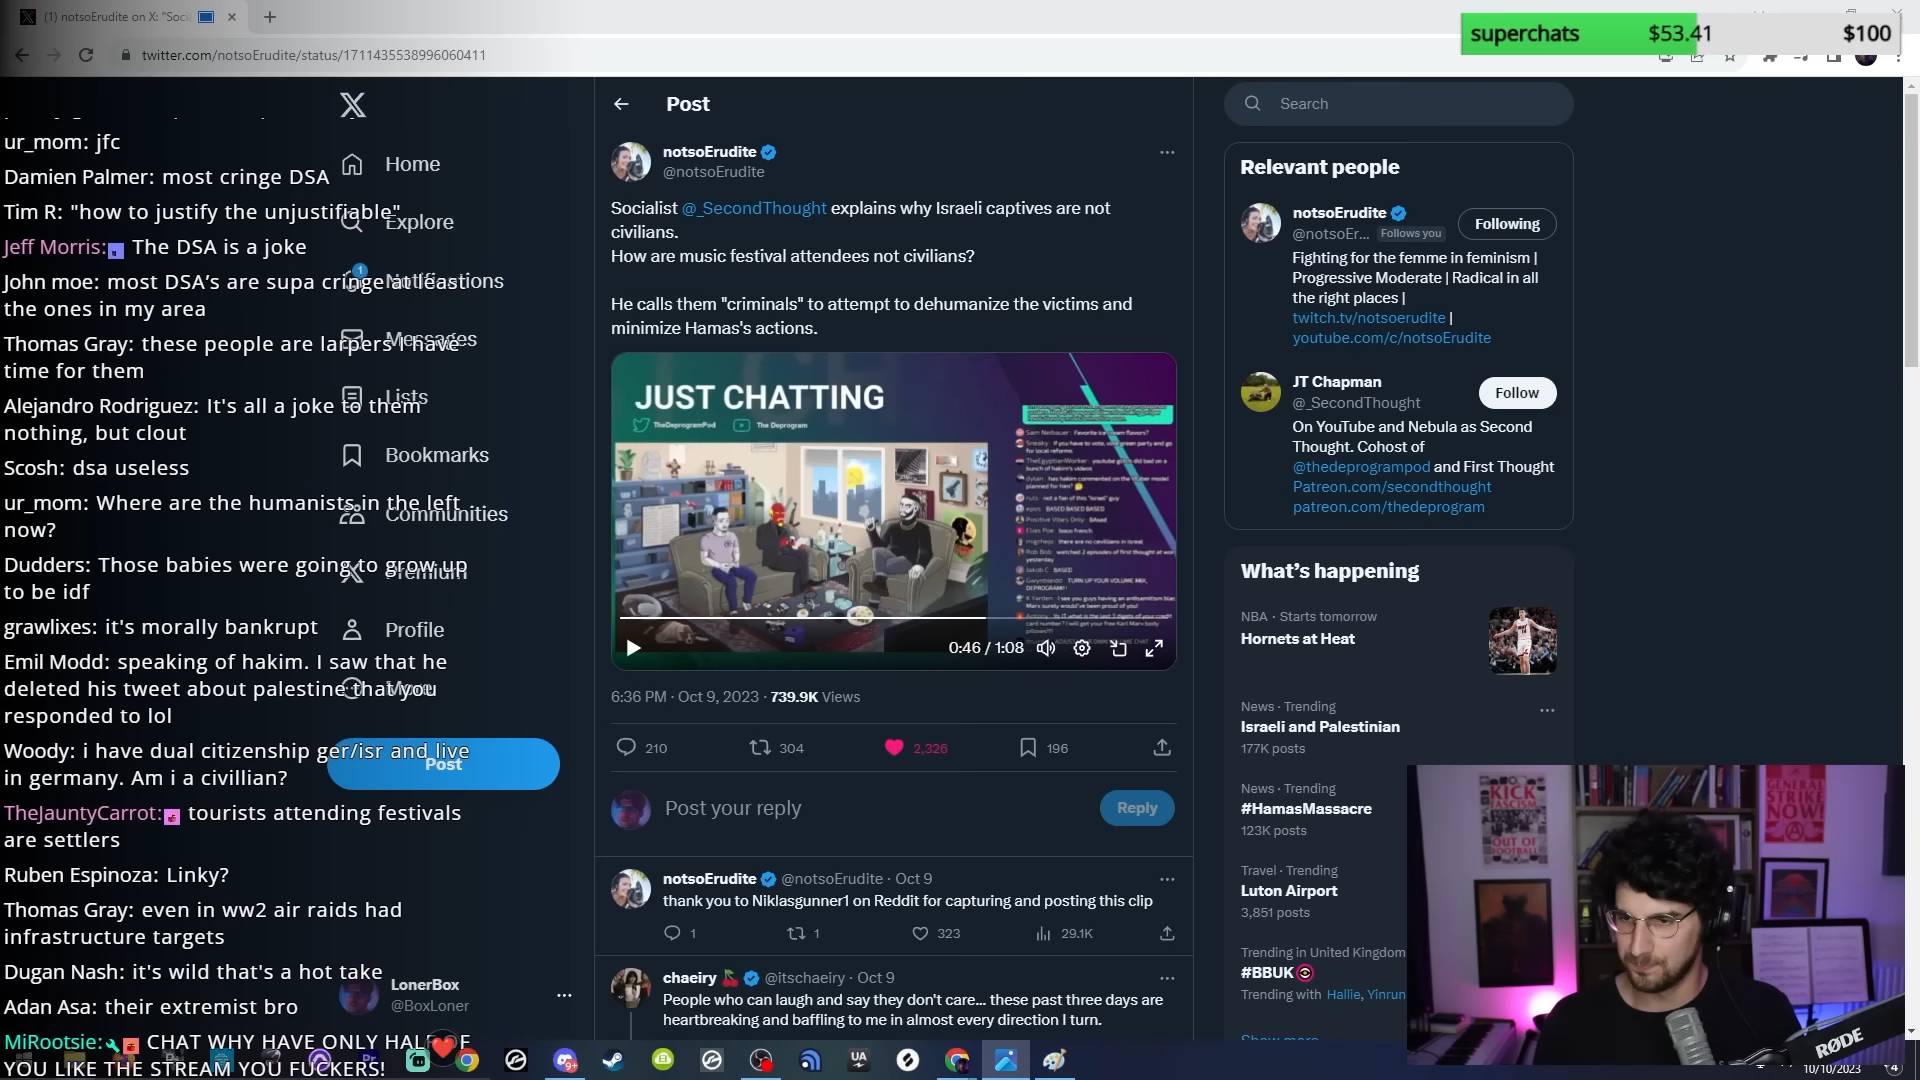 (1) notsoErudite on X: "Soci
twitter.com/notsoErudite/status/1711435538996060411
superchats $53.41 $100
ur_mom: jfc
Damien Palmer: most cringe DSA
Tim R: "how to justify the unjustifiable"
Jeff Morris: The DSA is a joke
John moe: most DSA's are supa cringe at least
the ones in my area
Thomas Gray: these people are larpers I have
time for them
Alejandro Rodriguez: It's all a joke to them
nothing, but clout
Scosh: dsa useless
ur_mom: Where are the humanists in the left
now?
Dudders: Those babies were going to grow up
to be idf
grawlixes: it's morally bankrupt
Emil Modd: speaking of hakim. I saw that he
deleted his tweet about palestine that you
responded to lol
Woody: i have dual citizenship ger/isr and live
in germany. Am i a civillian?
TheJauntyCarrot: tourists attending festivals
are settlers
Ruben Espinoza: Linky?
Thomas Gray: even in ww2 air raids had
infrastructure targets
Dugan Nash: it's wild that's a hot take
Adan Asa: their extremist bro
MiRootsie: CHAT WHY HAVE ONLY HALF OF
YOU LIKE THE STREAM YOU FUCKERS!
Home
Explore
1
Notifications
Messages
Lists
Bookmarks
Communities
Premium
Profile
More
Post
LonerBox
@BoxLoner
Post
notsoErudite
@notsoErudite
Socialist @_SecondThought explains why Israeli captives are not
civilians.
How are music festival attendees not civilians?
He calls them "criminals" to attempt to dehumanize the victims and
minimize Hamas's actions.
JUST CHATTING
TheDeprogramPod The Deprogram
0:46 / 1:08
6:36 PM · Oct 9, 2023 · 739.9K Views
210 304 2,326 196
Post your reply
Reply
notsoErudite @notsoErudite · Oct 9
thank you to Niklasgunner1 on Reddit for capturing and posting this clip
1 1 323 29.1K
chaeiry @itschaeiry · Oct 9
People who can laugh and say they don't care... these past three days are
heartbreaking and baffling to me in almost every direction I turn.
Search
Relevant people
notsoErudite
@notsoEr... Follows you
Following
Fighting for the femme in feminism |
Progressive Moderate | Radical in all
the right places |
twitch.tv/notsoerudite |
youtube.com/c/notsoErudite
JT Chapman
@_SecondThought
Follow
On YouTube and Nebula as Second
Thought. Cohost of
@thedeprogrampod and First Thought
Patreon.com/secondthought
patreon.com/thedeprogram
What's happening
NBA · Starts tomorrow
Hornets at Heat
News · Trending
Israeli and Palestinian
177K posts
News · Trending
#HamasMassacre
123K posts
Travel · Trending
Luton Airport
3,851 posts
Trending in United Kingdom
#BBUK
Trending with Hallie, Yinrun
Show more
KICK
FASCISM
OUT OF
FOOTBALL
GENERAL
STRIKE
NOW!
RØDE
10/10/2023